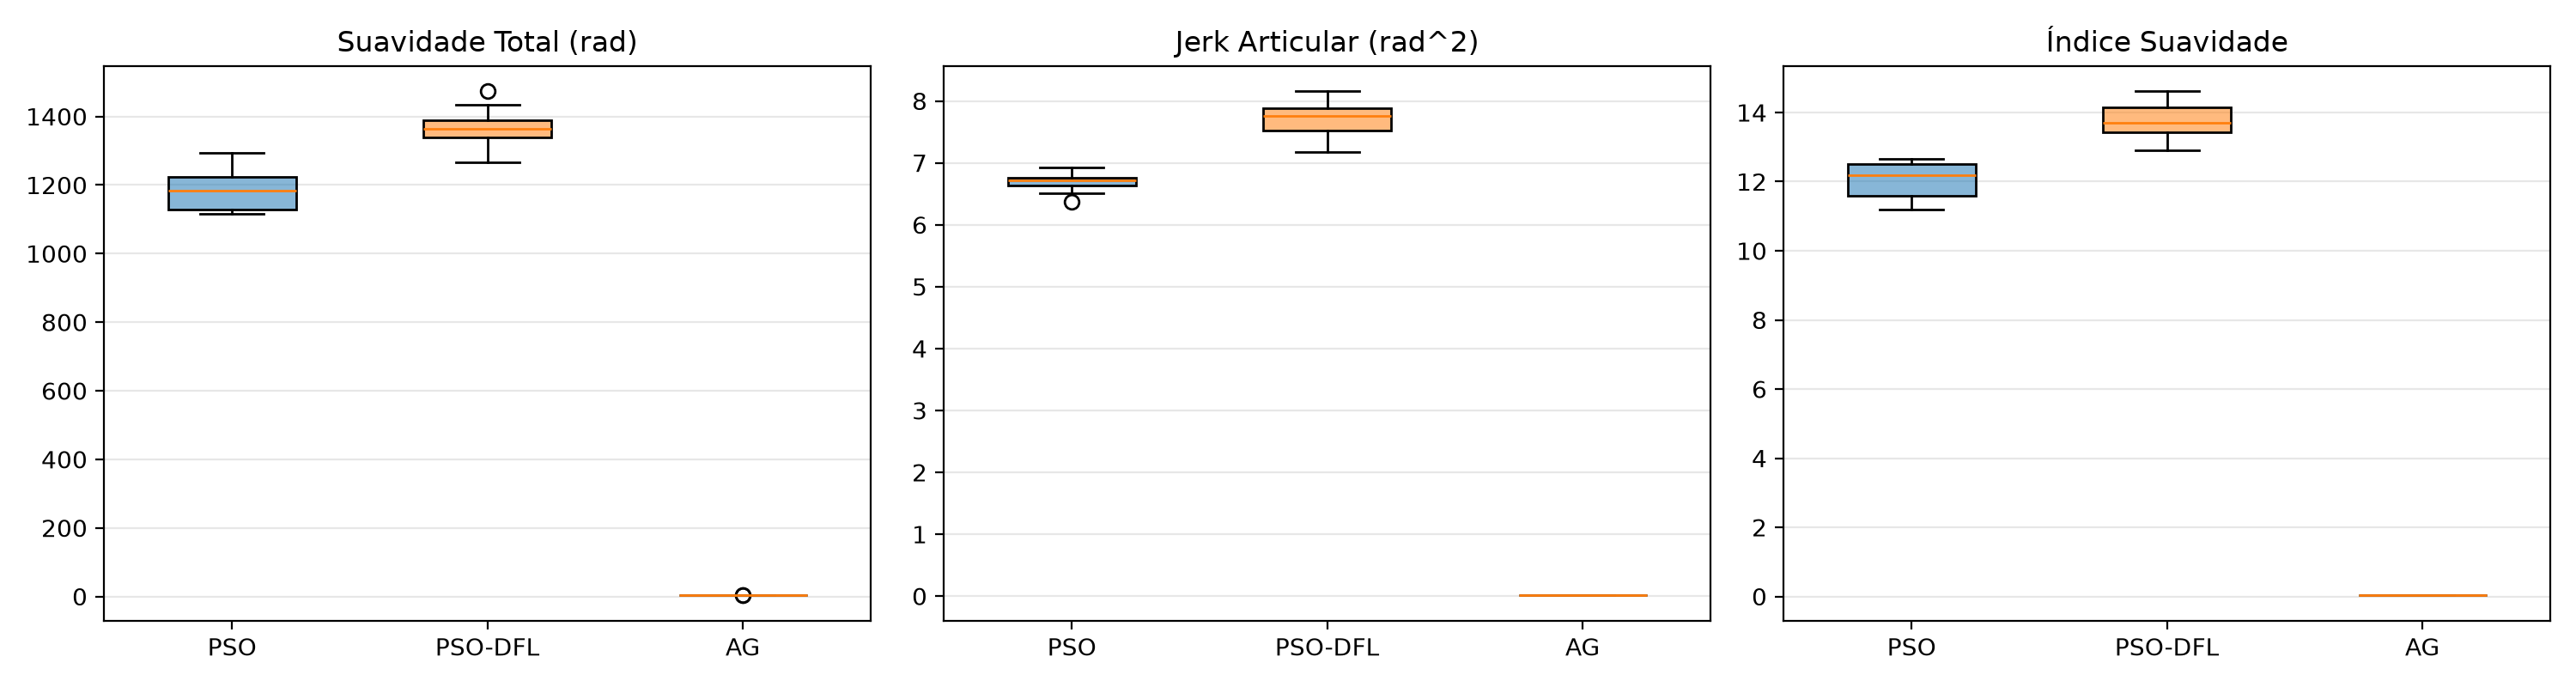 Suavidade Total (rad)
1400
1200
1000
800
600
400
200
0
PSO
PSO-DFL
AG
Jerk Articular (rad^2)
8
7
6
5
4
3
2
1
0
PSO
PSO-DFL
AG
Índice Suavidade
14
12
10
8
6
4
2
0
PSO
PSO-DFL
AG